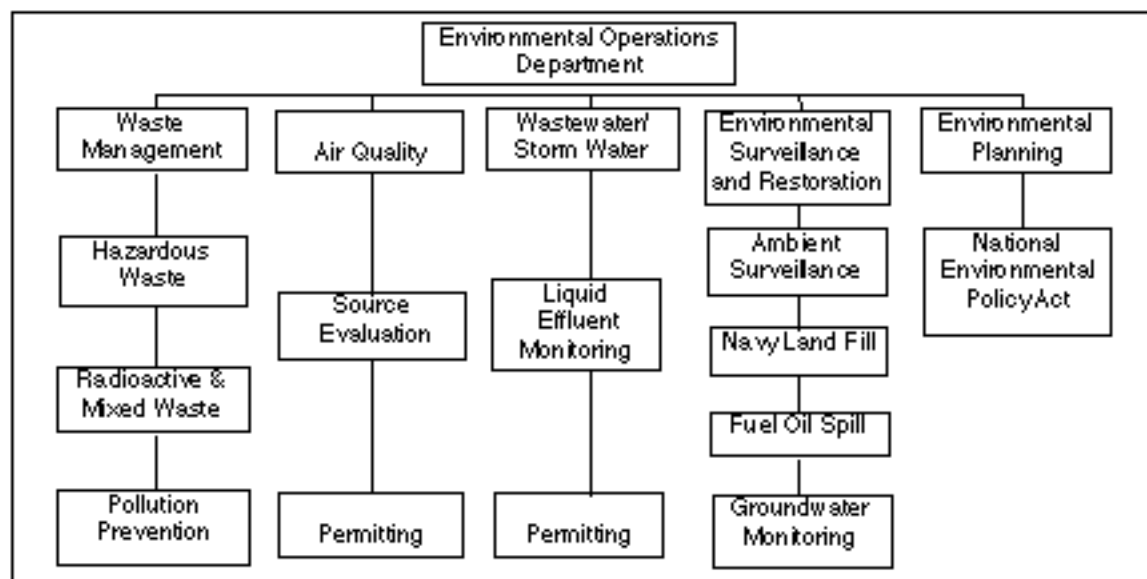 Environmental Operations
Department
Waste
Management
Air Quality
Wastewater/
Storm Water
Environmental
Surveillance
and Restoration
Environmental
Planning
Hazardous
Waste
Source
Evaluation
Liquid
Effluent
Monitoring
Ambient
Surveillance
National
Environmental
Policy Act
Navy Land Fill
Radioactive &
Mixed Waste
Fuel Oil Spill
Pollution
Prevention
Permitting
Permitting
Groundwater
Monitoring